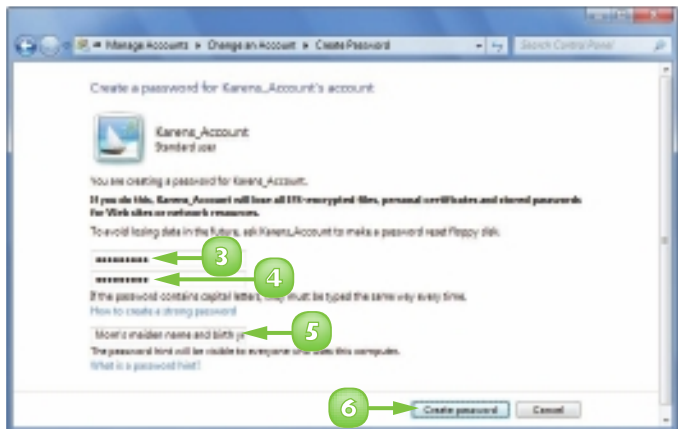 Manage Accounts ▸ Change an Account ▸ Create Password
Search Control Panel
Create a password for Karens_Account's account
Karens_Account
Standard user
You are creating a password for Karens_Account.
If you do this, Karens_Account will lose all EFS-encrypted files, personal certificates and stored passwords
for Web sites or network resources.
To avoid losing data in the future, ask Karens_Account to make a password reset floppy disk.
3
4
If the password contains capital letters, they must be typed the same way every time.
How to create a strong password
Mom's maiden name and birth ye
5
The password hint will be visible to everyone who uses this computer.
What is a password hint?
6
Create password
Cancel